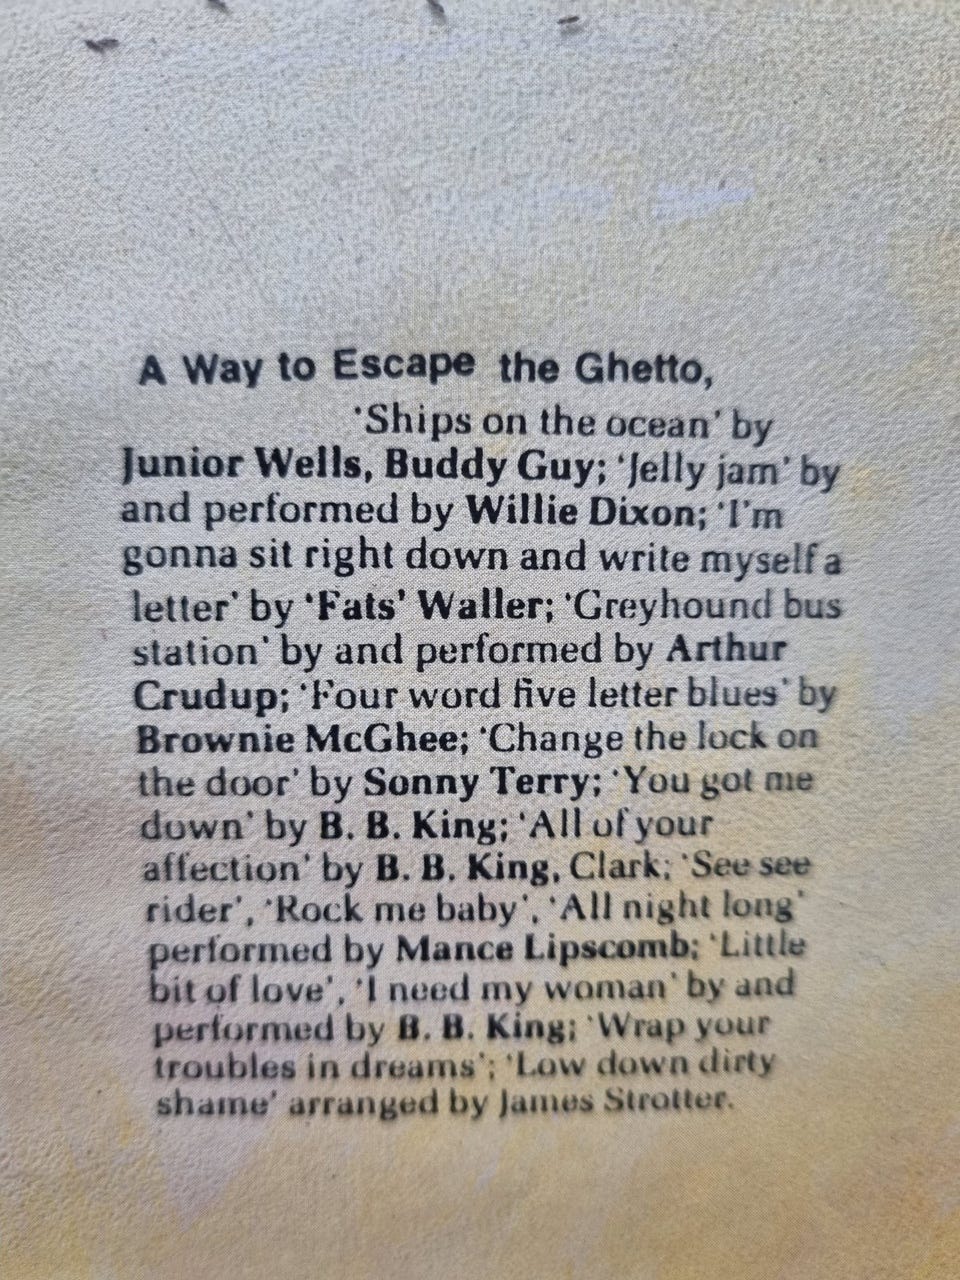 A Way to Escape the Ghetto,
'Ships on the ocean' by
Junior Wells, Buddy Guy; 'Jelly jam' by
and performed by Willie Dixon; 'I'm
gonna sit right down and write myself a
letter' by 'Fats' Waller; 'Greyhound bus
station' by and performed by Arthur
Crudup; 'Four word five letter blues' by
Brownie McGhee; 'Change the lock on
the door' by Sonny Terry; 'You got me
down' by B. B. King; 'All of your
affection' by B. B. King, Clark; 'See see
rider', 'Rock me baby', 'All night long'
performed by Mance Lipscomb; 'Little
bit of love', 'I need my woman' by and
performed by B. B. King; 'Wrap your
troubles in dreams'; 'Low down dirty
shame' arranged by James Strotter.